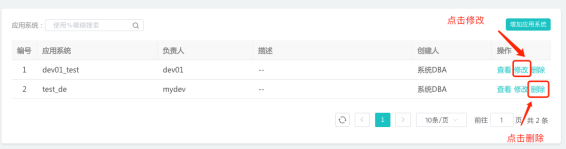 点击修改
应用系统： 使用%模糊搜索 增加应用系统
编号 应用系统 负责人 描述 创建人 操作
1 dev01_test dev01 -- 系统DBA 查看 修改 删除
2 test_de mydev -- 系统DBA 查看 修改 删除
1 10条/页 前往 1 页 共 2 条
点击删除